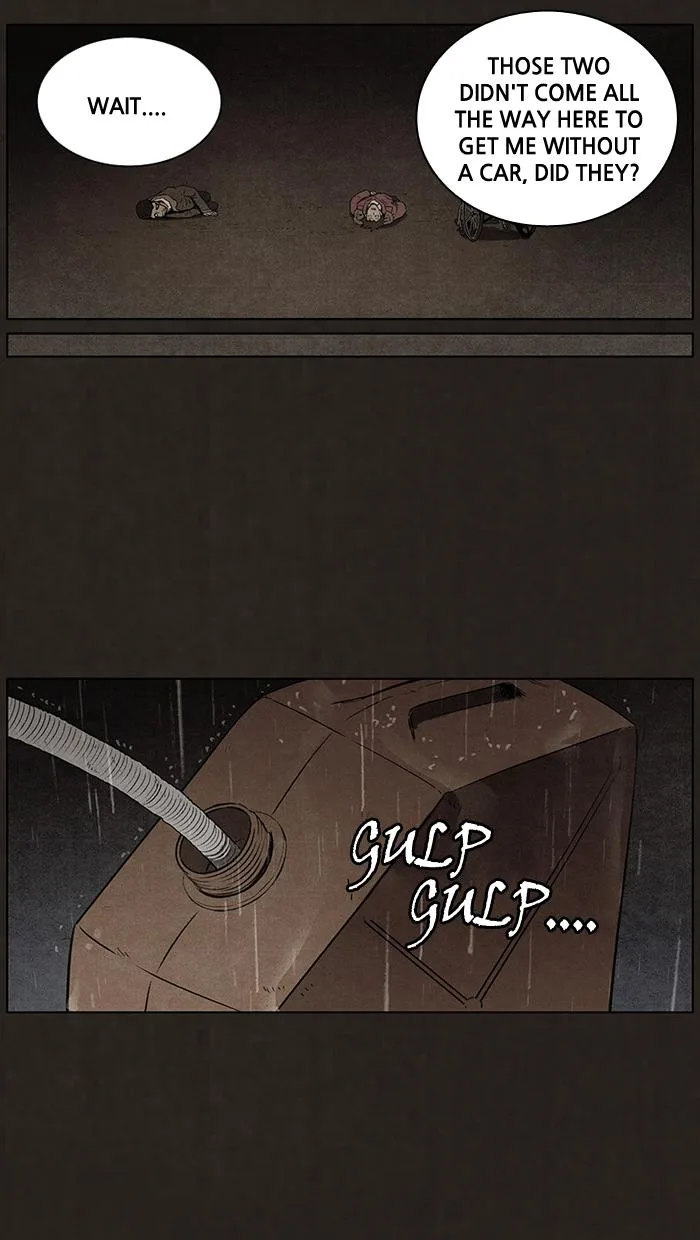 WAIT....
THOSE TWO
DIDN'T COME ALL
THE WAY HERE TO
GET ME WITHOUT
A CAR, DID THEY?
GULP
GULP....